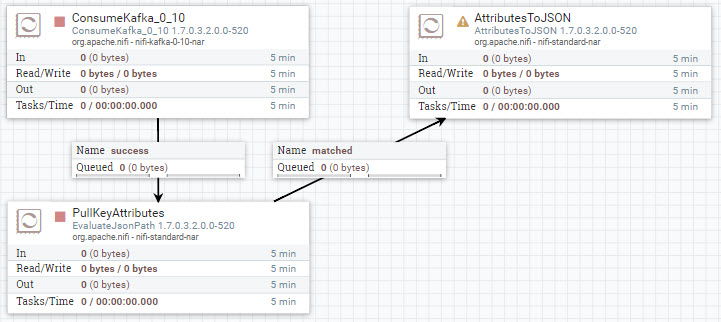 ConsumeKafka_0_10
ConsumeKafka_0_10 1.7.0.3.2.0.0-520
org.apache.nifi - nifi-kafka-0-10-nar
In 0 (0 bytes) 5 min
Read/Write 0 bytes / 0 bytes 5 min
Out 0 (0 bytes) 5 min
Tasks/Time 0 / 00:00:00.000 5 min
AttributesToJSON
AttributesToJSON 1.7.0.3.2.0.0-520
org.apache.nifi - nifi-standard-nar
In 0 (0 bytes) 5 min
Read/Write 0 bytes / 0 bytes 5 min
Out 0 (0 bytes) 5 min
Tasks/Time 0 / 00:00:00.000 5 min
Name success
Queued 0 (0 bytes)
Name matched
Queued 0 (0 bytes)
PullKeyAttributes
EvaluateJsonPath 1.7.0.3.2.0.0-520
org.apache.nifi - nifi-standard-nar
In 0 (0 bytes) 5 min
Read/Write 0 bytes / 0 bytes 5 min
Out 0 (0 bytes) 5 min
Tasks/Time 0 / 00:00:00.000 5 min